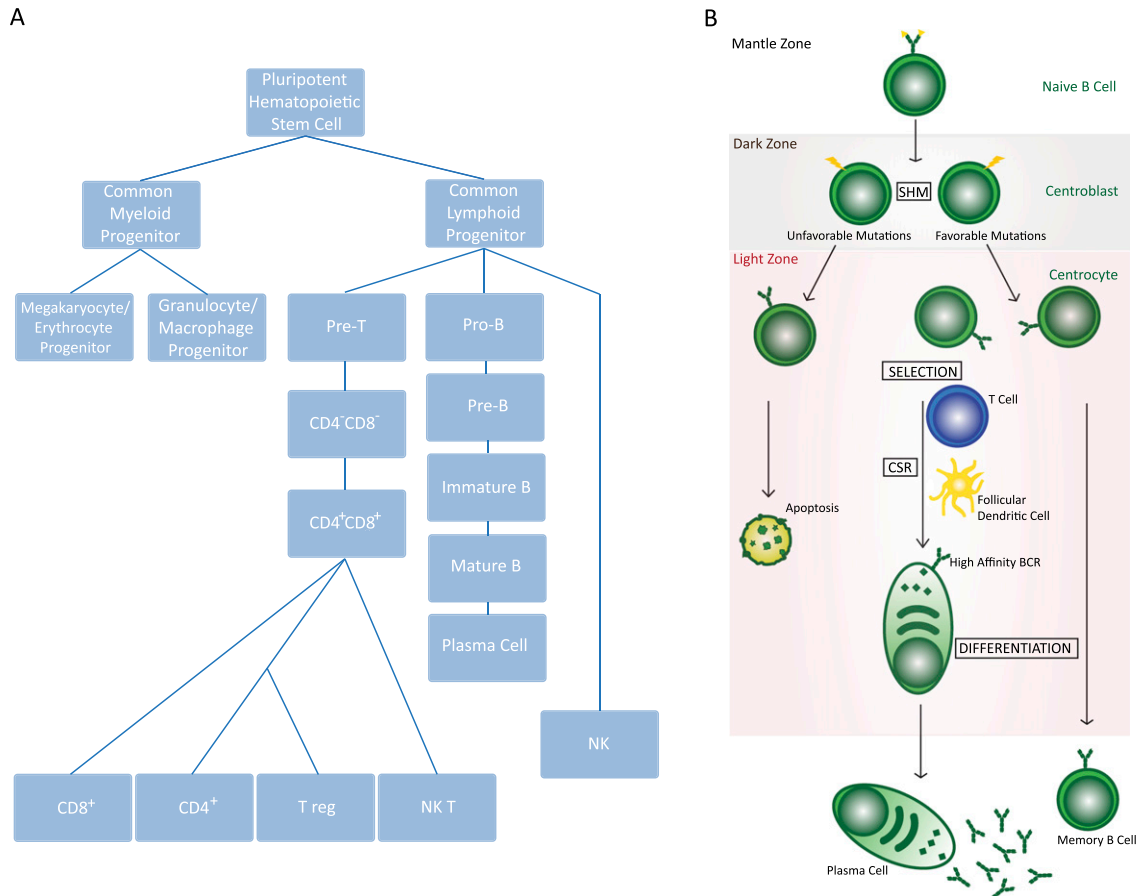 A
Pluripotent
Hematopoietic
Stem Cell
Common
Myeloid
Progenitor
Common
Lymphoid
Progenitor
Megakaryocyte/
Erythrocyte
Progenitor
Granulocyte/
Macrophage
Progenitor
Pre-T
Pro-B
CD4⁻CD8⁻
Pre-B
CD4⁺CD8⁺
Immature B
Mature B
Plasma Cell
NK
CD8⁺
CD4⁺
T reg
NK T
B
Mantle Zone
Naive B Cell
Dark Zone
SHM
Centroblast
Unfavorable Mutations
Favorable Mutations
Light Zone
Centrocyte
SELECTION
T Cell
CSR
Follicular
Dendritic Cell
Apoptosis
High Affinity BCR
DIFFERENTIATION
Memory B Cell
Plasma Cell